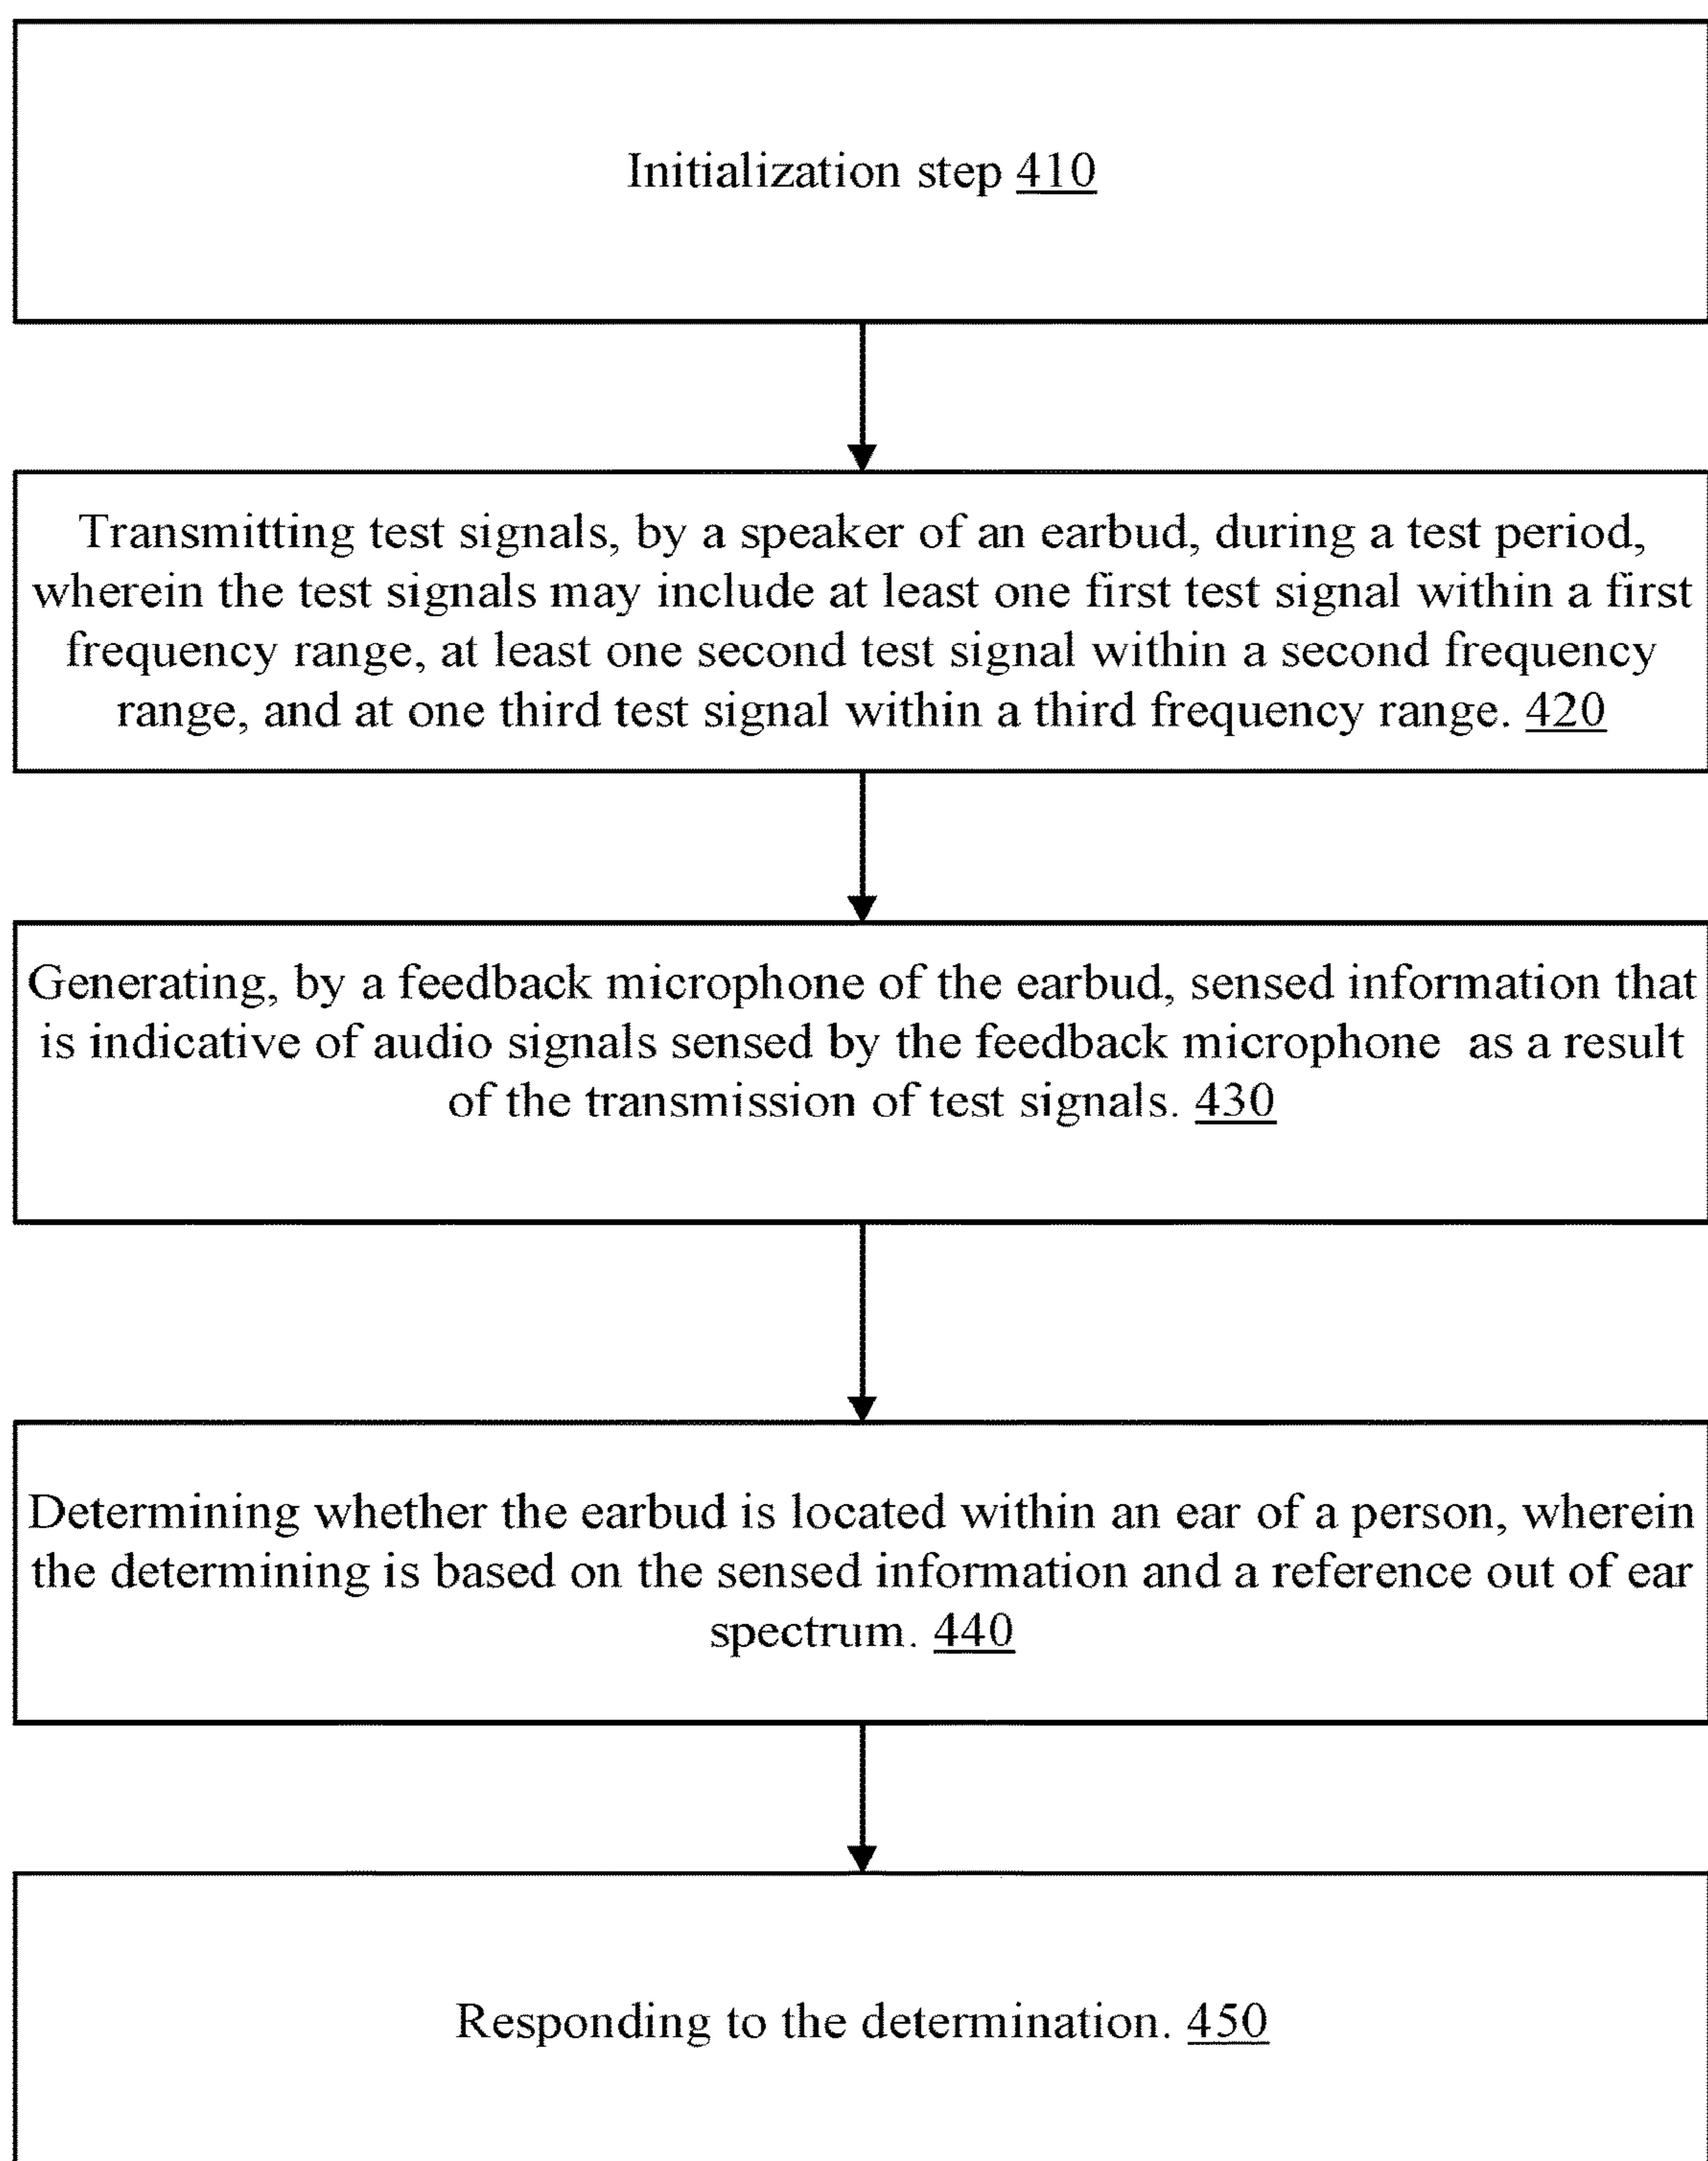 Initialization step 410
Transmitting test signals, by a speaker of an earbud, during a test period,
wherein the test signals may include at least one first test signal within a first
frequency range, at least one second test signal within a second frequency
range, and at one third test signal within a third frequency range. 420
Generating, by a feedback microphone of the earbud, sensed information that
is indicative of audio signals sensed by the feedback microphone as a result
of the transmission of test signals. 430
Determining whether the earbud is located within an ear of a person, wherein
the determining is based on the sensed information and a reference out of ear
spectrum. 440
Responding to the determination. 450